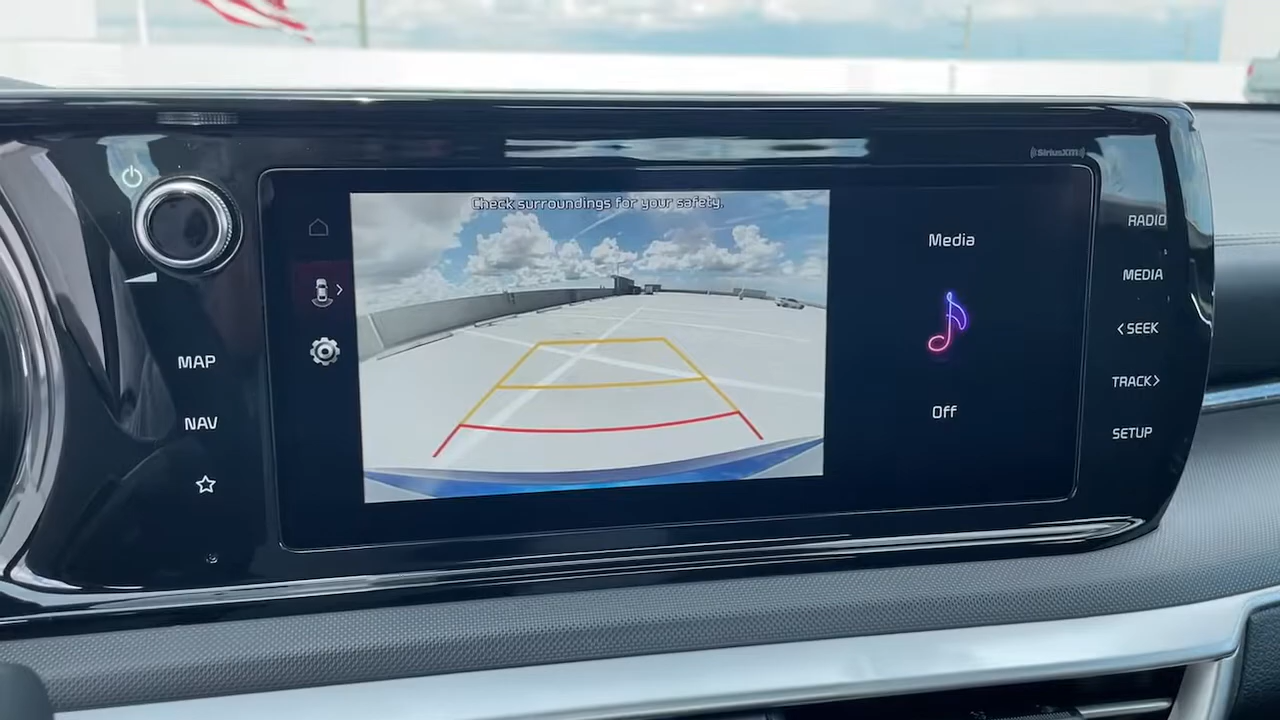 SiriusXM
Check surroundings for your safety.
RADIO
Media
MEDIA
< SEEK
MAP
TRACK >
Off
NAV
SETUP